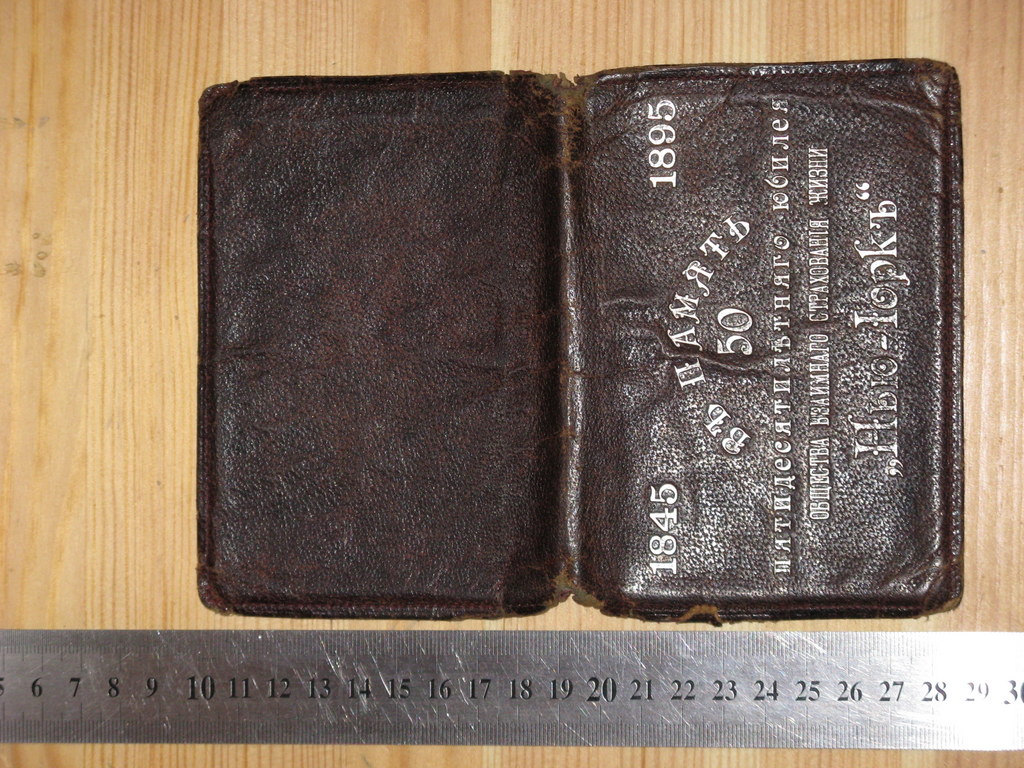 1845 1895
ВЪ ПАМЯТЬ
50
ПЯТИДЕСЯТИЛѢТНЯГО ЮБИЛЕЯ
ОБЩЕСТВА ВЗАИМНАГО СТРАХОВАНІЯ ЖИЗНИ
„Нью-Іоркъ“
5 6 7 8 9 10 11 12 13 14 15 16 17 18 19 20 21 22 23 24 25 26 27 28 29 30